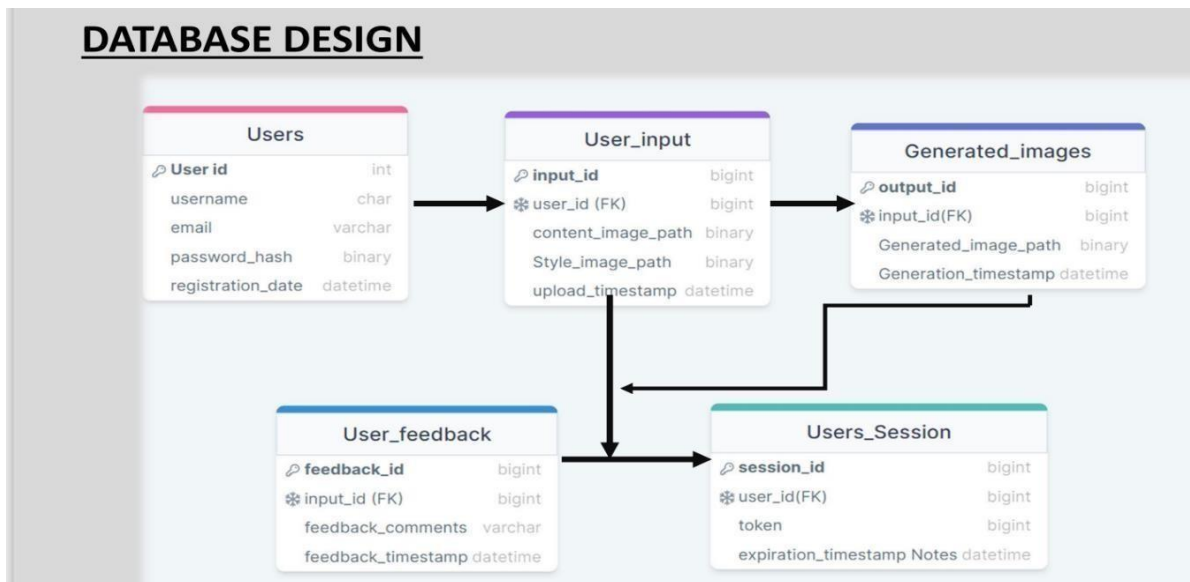 DATABASE DESIGN
Users
User id int
username char
email varchar
password_hash binary
registration_date datetime
User_input
input_id bigint
user_id (FK) bigint
content_image_path binary
Style_image_path binary
upload_timestamp datetime
Generated_images
output_id bigint
input_id(FK) bigint
Generated_image_path binary
Generation_timestamp datetime
User_feedback
feedback_id bigint
input_id (FK) bigint
feedback_comments varchar
feedback_timestamp datetime
Users_Session
session_id bigint
user_id(FK) bigint
token bigint
expiration_timestamp Notes datetime